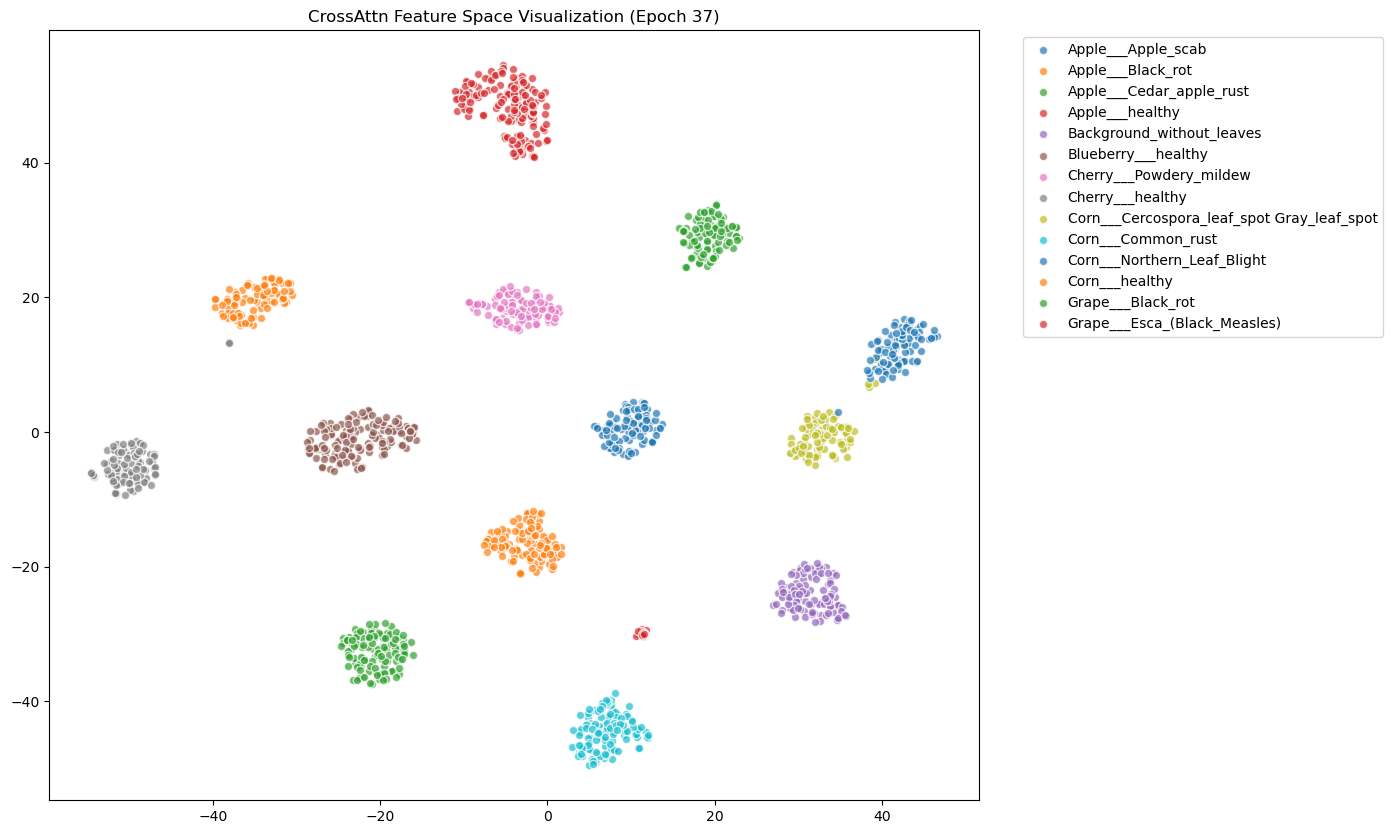 CrossAttn Feature Space Visualization (Epoch 37)
Apple___Apple_scab
Apple___Black_rot
Apple___Cedar_apple_rust
Apple___healthy
Background_without_leaves
Blueberry___healthy
Cherry___Powdery_mildew
Cherry___healthy
Corn___Cercospora_leaf_spot Gray_leaf_spot
Corn___Common_rust
Corn___Northern_Leaf_Blight
Corn___healthy
Grape___Black_rot
Grape___Esca_(Black_Measles)
40
20
0
−20
−40
−40 −20 0 20 40